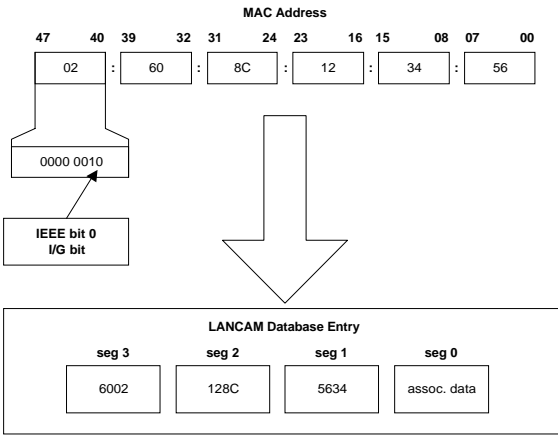 MAC Address
47 40 39 32 31 24 23 16 15 08 07 00
02 : 60 : 8C : 12 : 34 : 56
0000 0010
IEEE bit 0
I/G bit
LANCAM Database Entry
seg 3 seg 2 seg 1 seg 0
6002 128C 5634 assoc. data